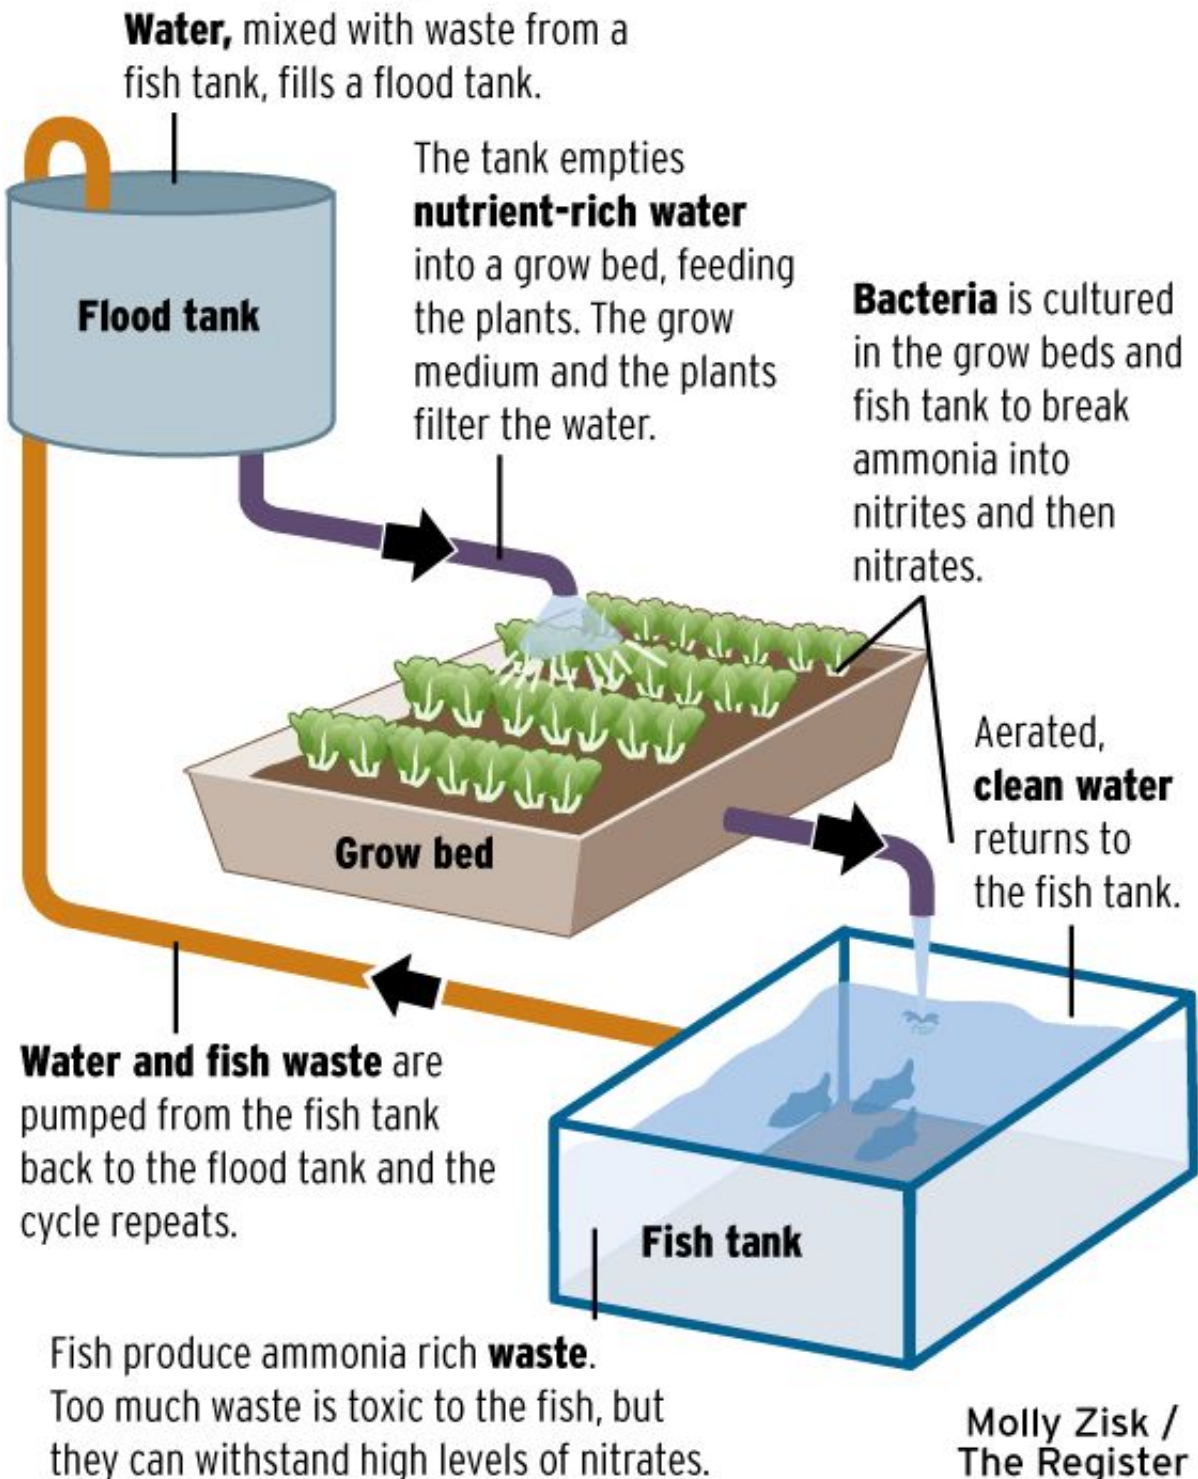 Water, mixed with waste from a
fish tank, fills a flood tank.
Flood tank
The tank empties
nutrient-rich water
into a grow bed, feeding
the plants. The grow
medium and the plants
filter the water.
Bacteria is cultured
in the grow beds and
fish tank to break
ammonia into
nitrites and then
nitrates.
Grow bed
Aerated,
clean water
returns to
the fish tank.
Water and fish waste are
pumped from the fish tank
back to the flood tank and the
cycle repeats.
Fish tank
Fish produce ammonia rich waste.
Too much waste is toxic to the fish, but
they can withstand high levels of nitrates.
Molly Zisk /
The Register